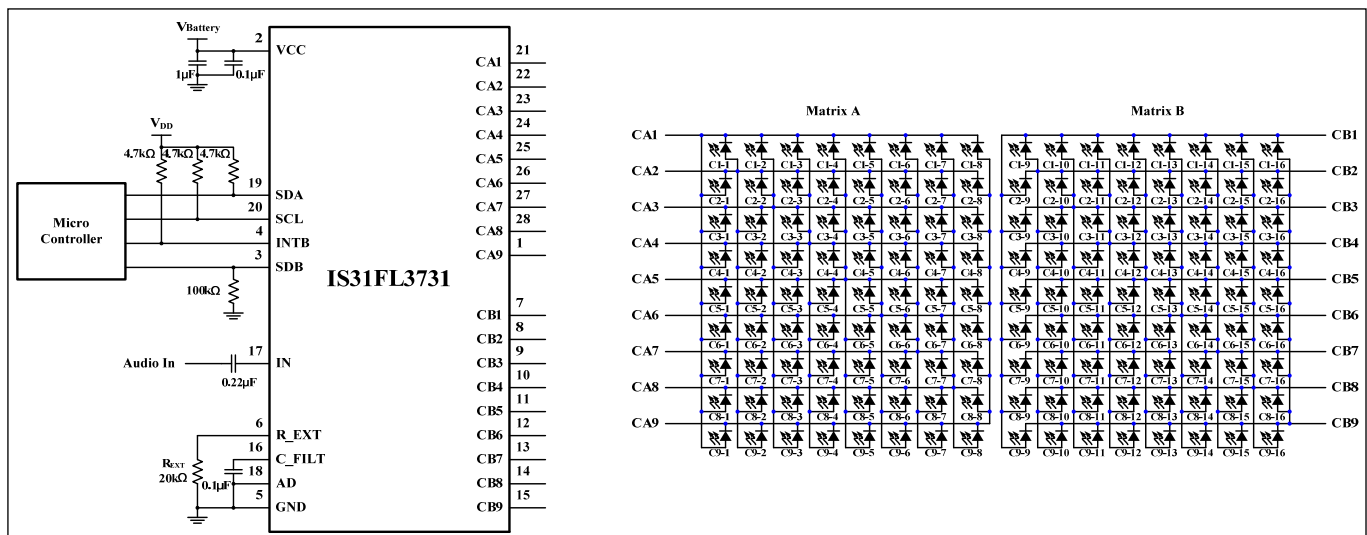 VBattery
2
VCC
1µF
0.1µF
VDD
4.7kΩ 4.7kΩ 4.7kΩ
Micro
Controller
19
SDA
20
SCL
4
INTB
3
SDB
100kΩ
IS31FL3731
Audio In
17
IN
0.22µF
6
R_EXT
16
C_FILT
REXT
20kΩ
0.1µF
18
AD
5
GND
21
CA1
22
CA2
23
CA3
24
CA4
25
CA5
26
CA6
27
CA7
28
CA8
1
CA9
7
CB1
8
CB2
9
CB3
10
CB4
11
CB5
12
CB6
13
CB7
14
CB8
15
CB9
Matrix A
Matrix B
CA1
CB1
C1-1 C1-2 C1-3 C1-4 C1-5 C1-6 C1-7 C1-8 C1-9 C1-10 C1-11 C1-12 C1-13 C1-14 C1-15 C1-16
CA2
CB2
C2-1 C2-2 C2-3 C2-4 C2-5 C2-6 C2-7 C2-8 C2-9 C2-10 C2-11 C2-12 C2-13 C2-14 C2-15 C2-16
CA3
CB3
C3-1 C3-2 C3-3 C3-4 C3-5 C3-6 C3-7 C3-8 C3-9 C3-10 C3-11 C3-12 C3-13 C3-14 C3-15 C3-16
CA4
CB4
C4-1 C4-2 C4-3 C4-4 C4-5 C4-6 C4-7 C4-8 C4-9 C4-10 C4-11 C4-12 C4-13 C4-14 C4-15 C4-16
CA5
CB5
C5-1 C5-2 C5-3 C5-4 C5-5 C5-6 C5-7 C5-8 C5-9 C5-10 C5-11 C5-12 C5-13 C5-14 C5-15 C5-16
CA6
CB6
C6-1 C6-2 C6-3 C6-4 C6-5 C6-6 C6-7 C6-8 C6-9 C6-10 C6-11 C6-12 C6-13 C6-14 C6-15 C6-16
CA7
CB7
C7-1 C7-2 C7-3 C7-4 C7-5 C7-6 C7-7 C7-8 C7-9 C7-10 C7-11 C7-12 C7-13 C7-14 C7-15 C7-16
CA8
CB8
C8-1 C8-2 C8-3 C8-4 C8-5 C8-6 C8-7 C8-8 C8-9 C8-10 C8-11 C8-12 C8-13 C8-14 C8-15 C8-16
CA9
CB9
C9-1 C9-2 C9-3 C9-4 C9-5 C9-6 C9-7 C9-8 C9-9 C9-10 C9-11 C9-12 C9-13 C9-14 C9-15 C9-16